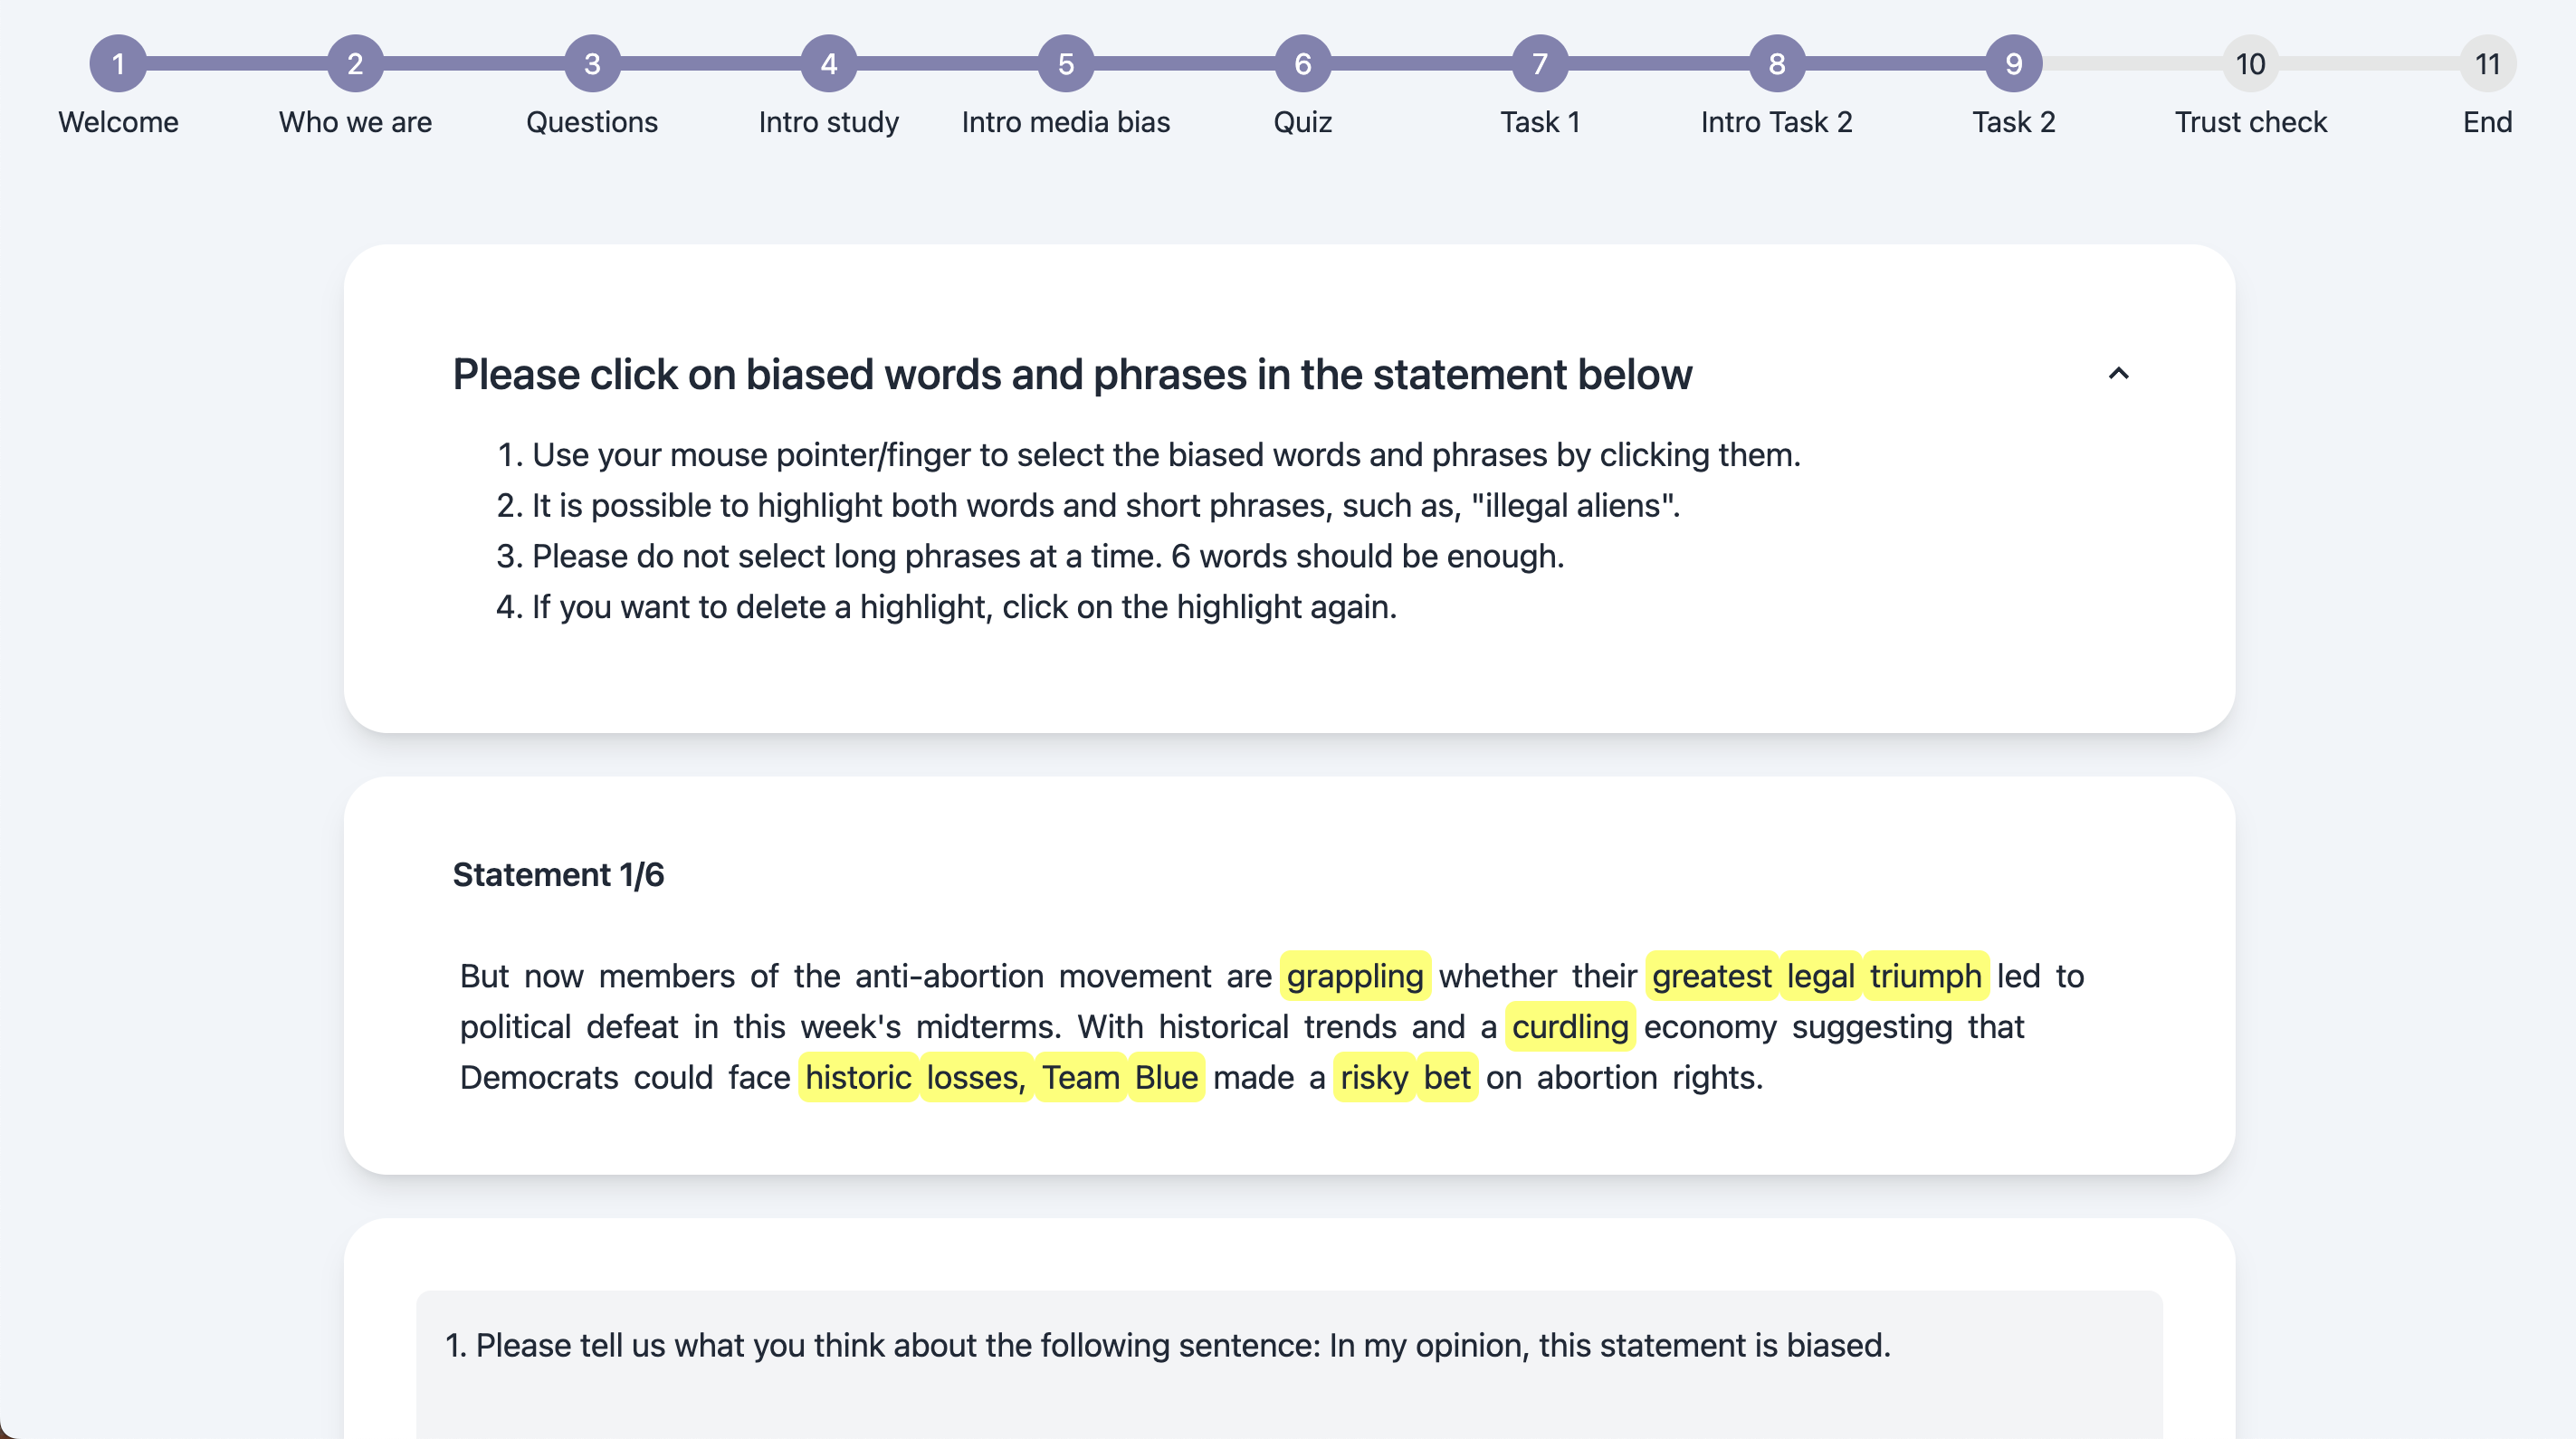 1 2 3 4 5 6 7 8 9 10 11
Welcome Who we are Questions Intro study Intro media bias Quiz Task 1 Intro Task 2 Task 2 Trust check End
Please click on biased words and phrases in the statement below
1. Use your mouse pointer/finger to select the biased words and phrases by clicking them.
2. It is possible to highlight both words and short phrases, such as, "illegal aliens".
3. Please do not select long phrases at a time. 6 words should be enough.
4. If you want to delete a highlight, click on the highlight again.
Statement 1/6
But now members of the anti-abortion movement are grappling whether their greatest legal triumph led to
political defeat in this week's midterms. With historical trends and a curdling economy suggesting that
Democrats could face historic losses, Team Blue made a risky bet on abortion rights.
1. Please tell us what you think about the following sentence: In my opinion, this statement is biased.